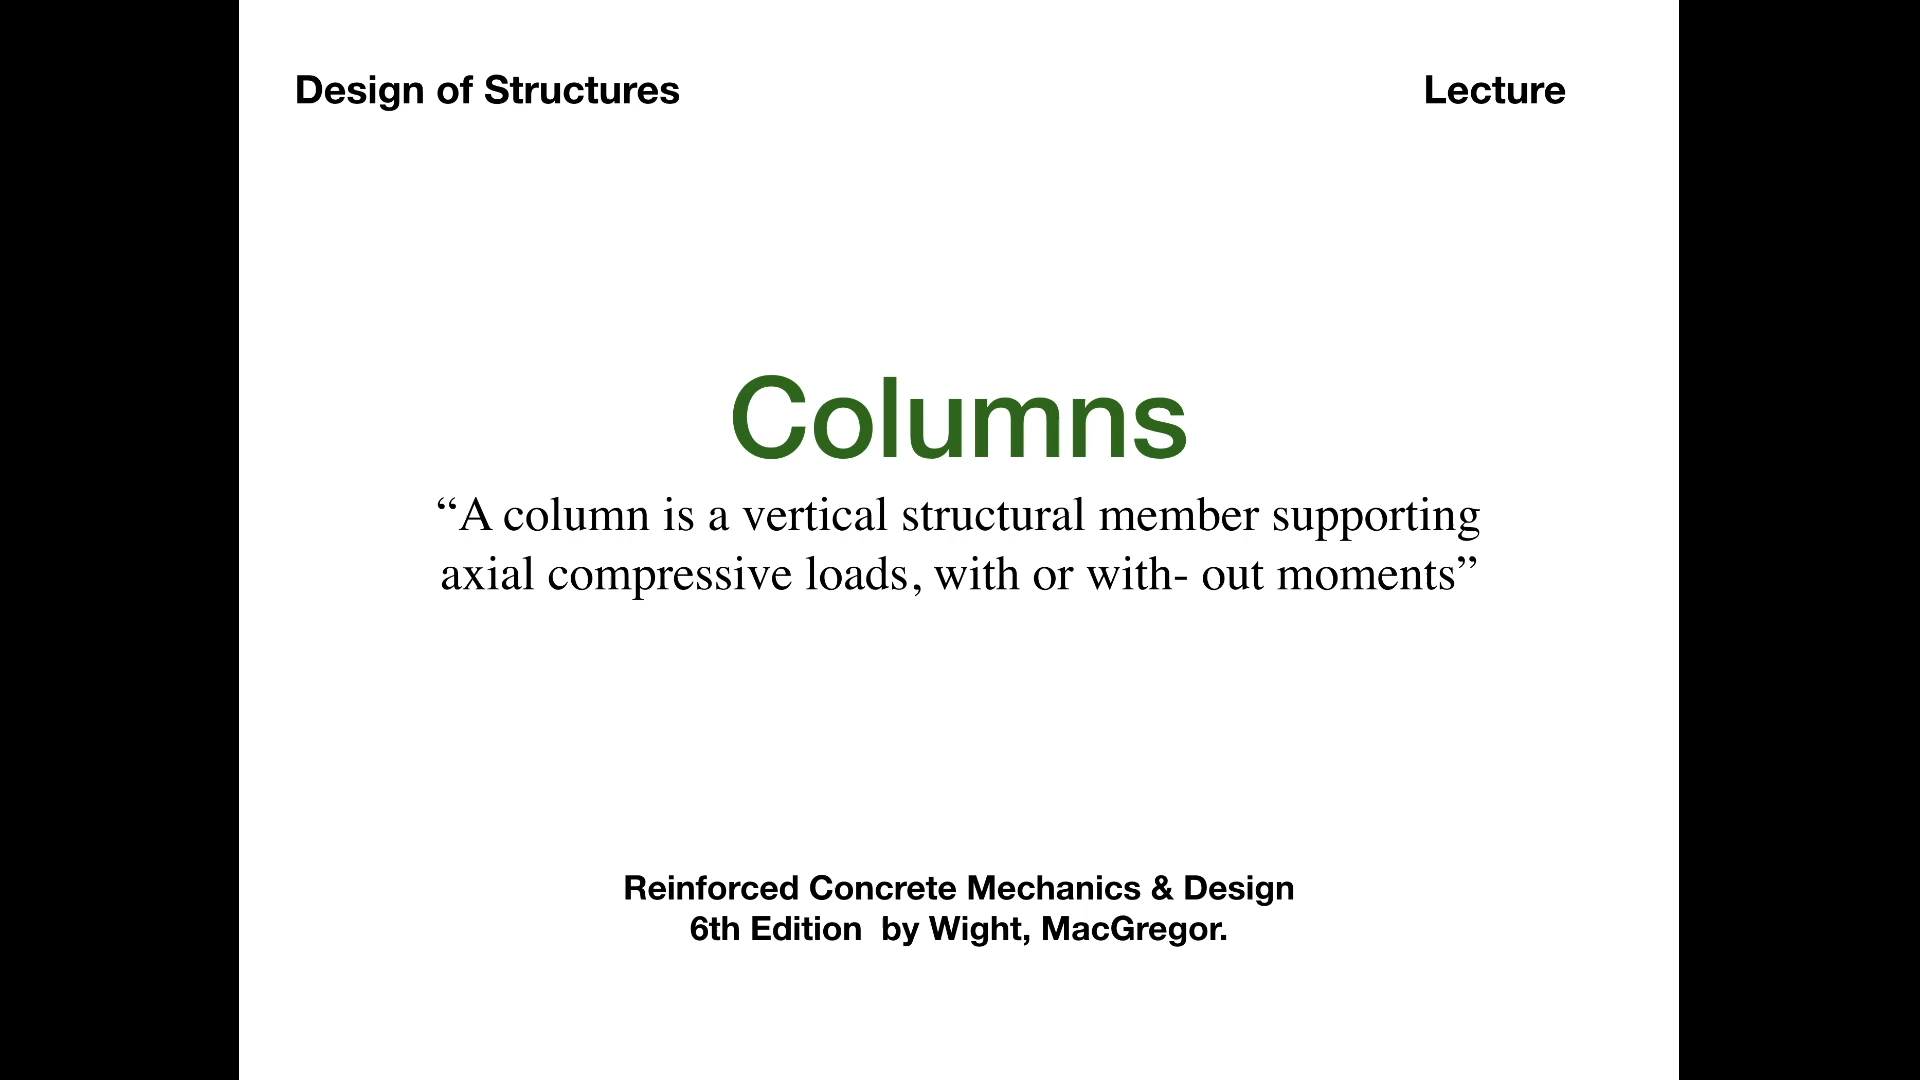 Design of Structures
Lecture
Columns
“A column is a vertical structural member supporting
axial compressive loads, with or with- out moments”
Reinforced Concrete Mechanics & Design
6th Edition  by Wight, MacGregor.